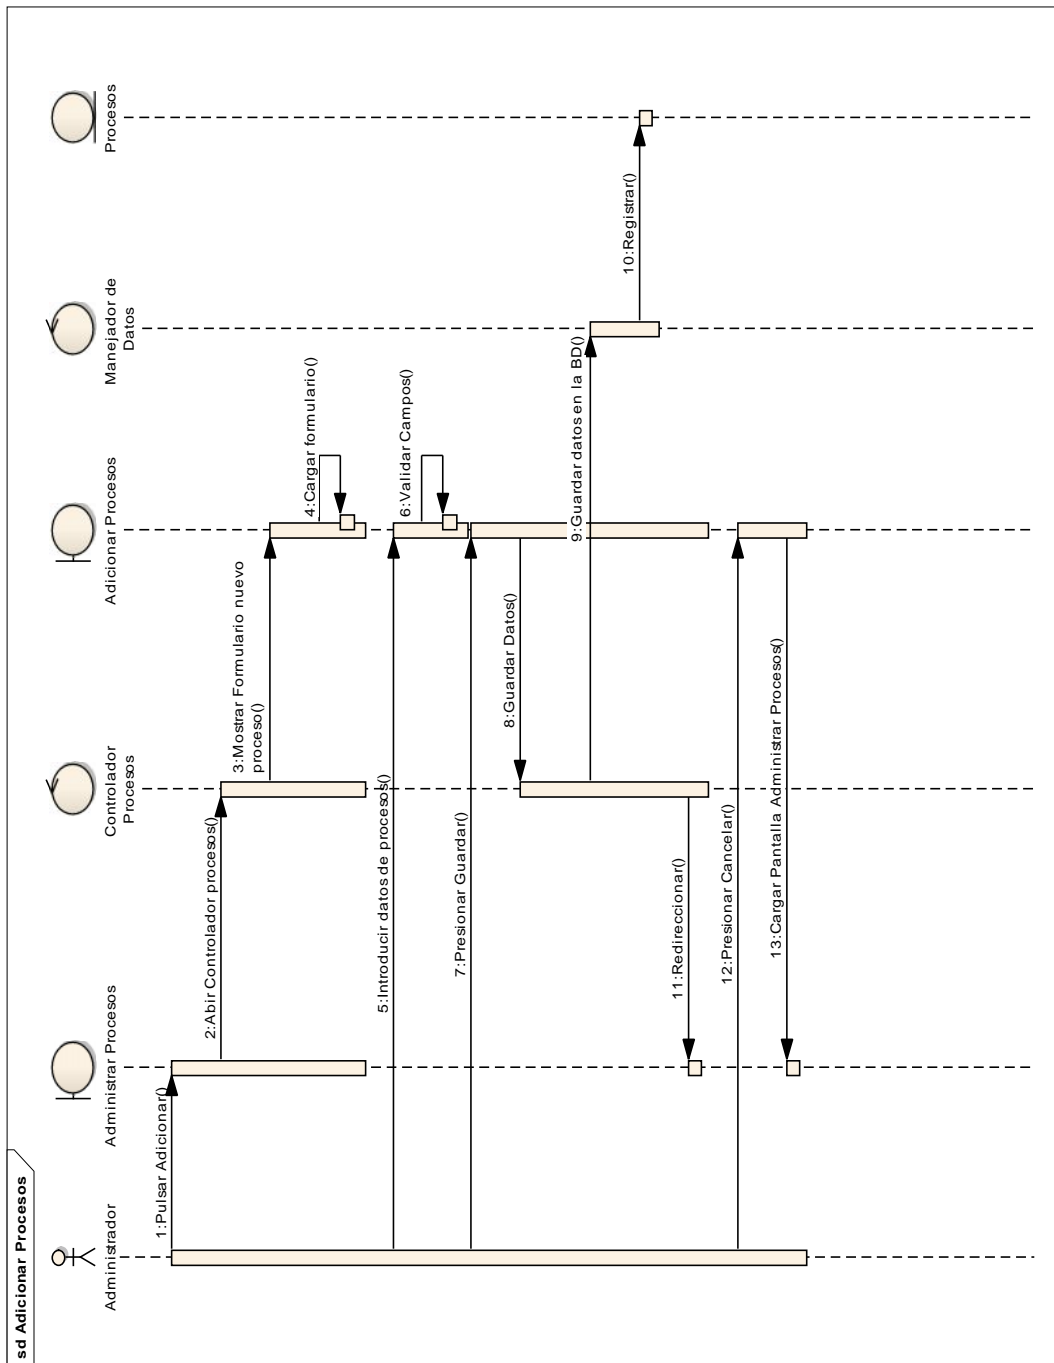 sd Adicionar Procesos
Administrador
Administrar Procesos
Controlador
Procesos
Adicionar Procesos
Manejador de
Datos
Procesos
1:Pulsar Adicionar()
2:Abir Controlador procesos()
3:Mostrar Formulario nuevo
proceso()
4:Cargar formulario()
5:Introducir datos de procesos()
6:Validar Campos()
7:Presionar Guardar()
8:Guardar Datos()
9:Guardar datos en la BD()
10:Registrar()
11:Redireccionar()
12:Presionar Cancelar()
13:Cargar Pantalla Administrar Procesos()